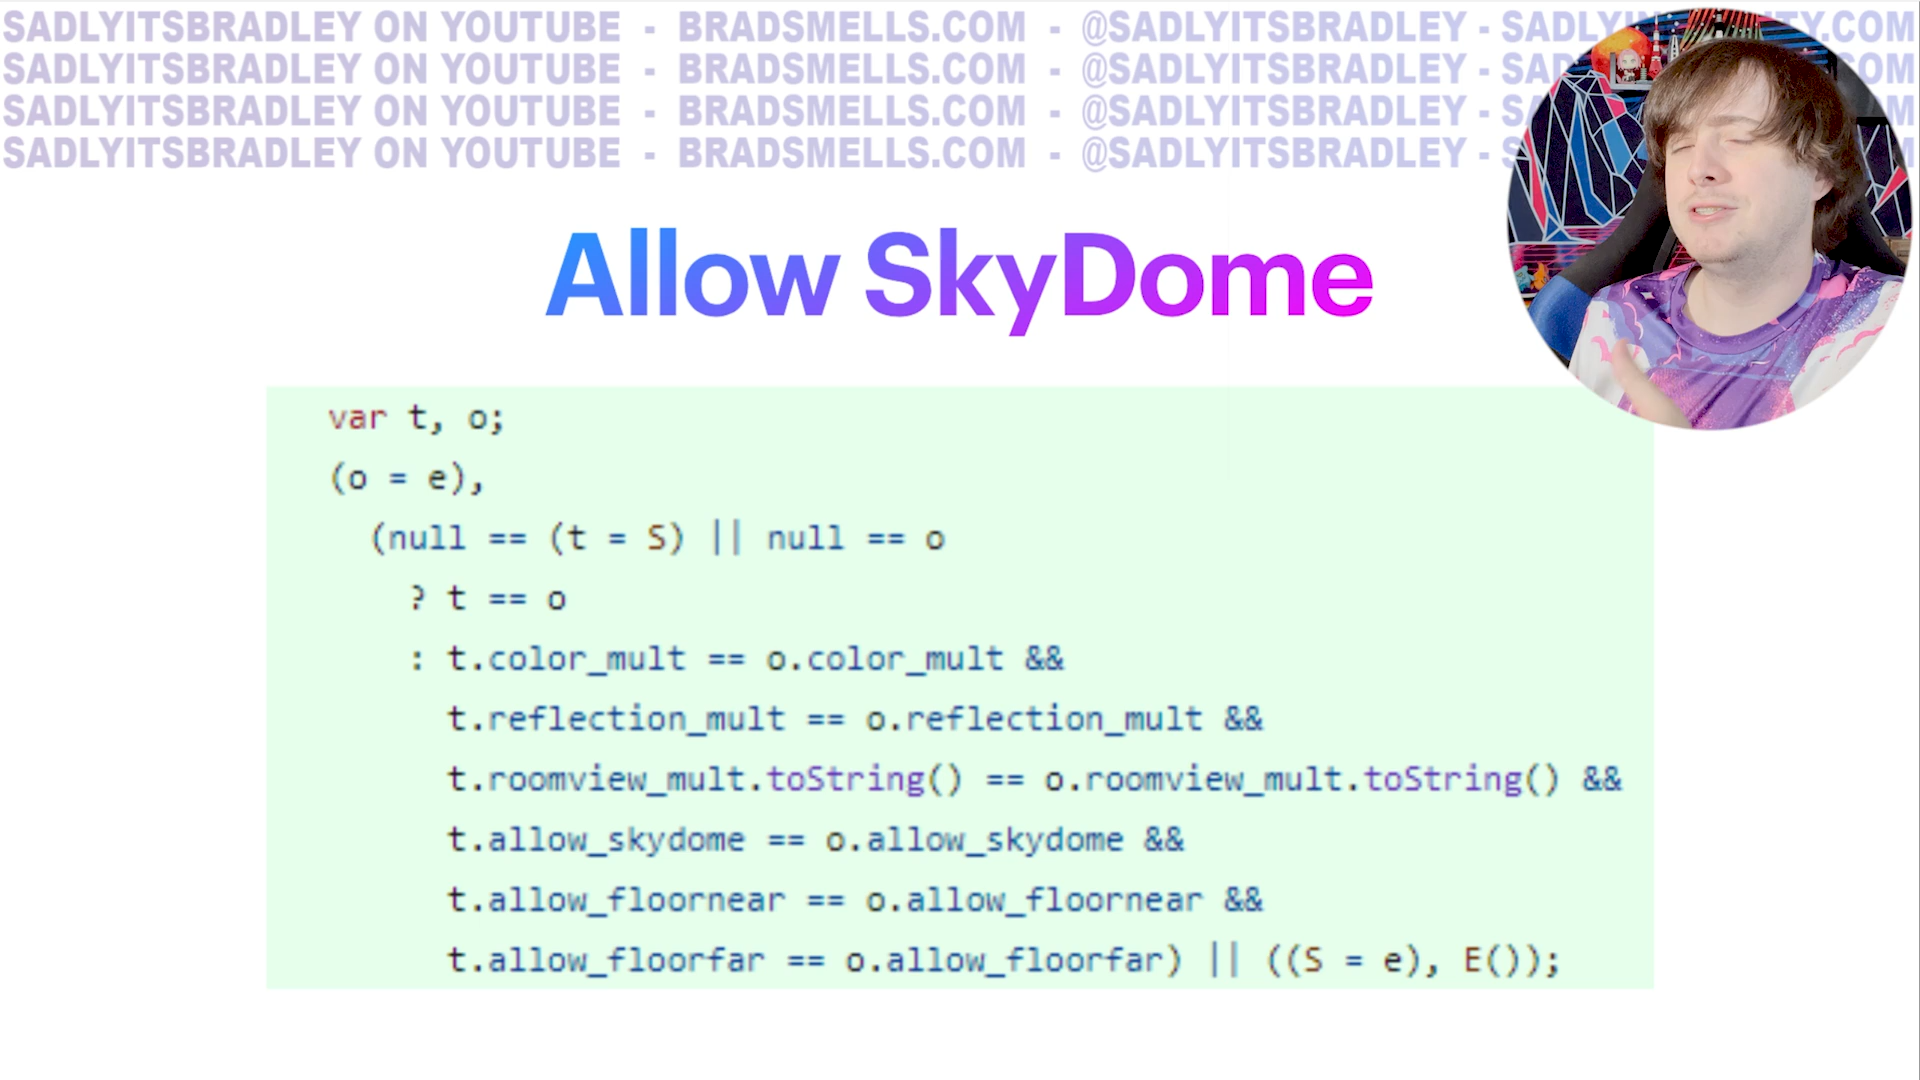 SADLYITSBRADLEY ON YOUTUBE - BRADSMELLS.COM - @SADLYITSBRADLEY -
SADLYITSBRADLEY ON YOUTUBE - BRADSMELLS.COM - @SADLYITSBRADLEY -
SADLYITSBRADLEY ON YOUTUBE - BRADSMELLS.COM - @SADLYITSBRADLEY -
SADLYITSBRADLEY ON YOUTUBE - BRADSMELLS.COM - @SADLYITSBRADLEY -
Allow SkyDome
var t, o;
(o = e),
(null == (t = S) || null == o
? t == o
: t.color_mult == o.color_mult &&
t.reflection_mult == o.reflection_mult &&
t.roomview_mult.toString() == o.roomview_mult.toString() &&
t.allow_skydome == o.allow_skydome &&
t.allow_floornear == o.allow_floornear &&
t.allow_floorfar == o.allow_floorfar) || ((S = e), E());